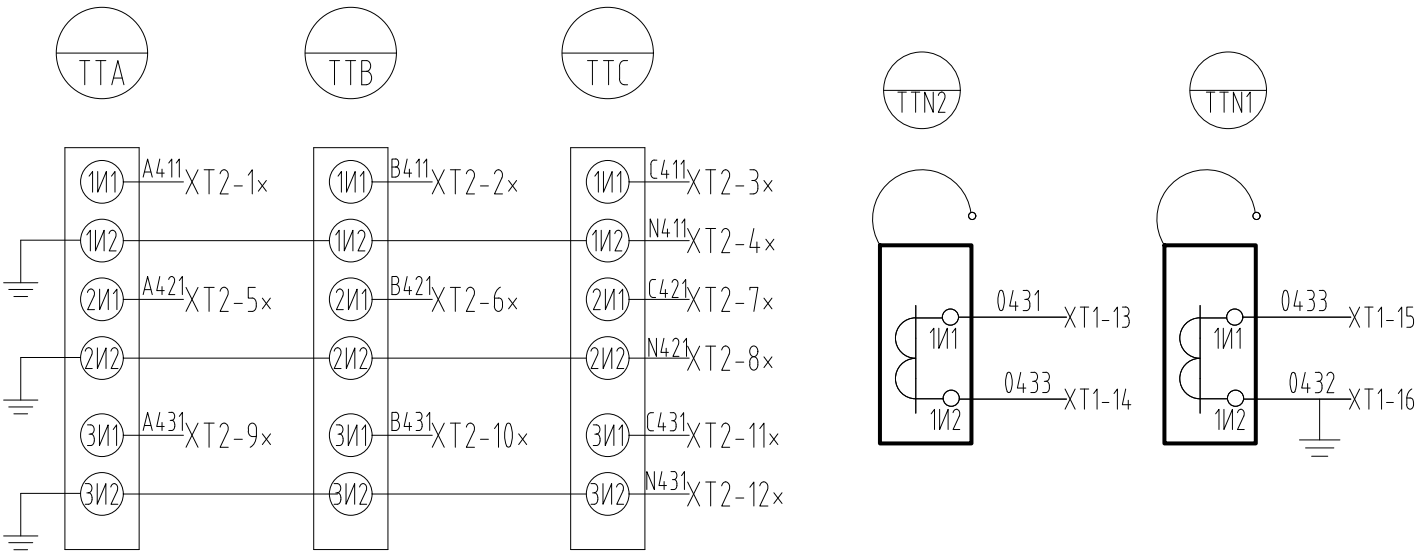 TTA TTB TTC TTN2 TTN1
1И1 A411 XT2-1x 1И1 B411 XT2-2x 1И1 C411 XT2-3x
1И2 1И2 1И2 N411 XT2-4x
2И1 A421 XT2-5x 2И1 B421 XT2-6x 2И1 C421 XT2-7x
2И2 2И2 2И2 N421 XT2-8x
3И1 A431 XT2-9x 3И1 B431 XT2-10x 3И1 C431 XT2-11x
3И2 3И2 3И2 N431 XT2-12x
1И1 0431 XT1-13 1И1 0433 XT1-15
1И2 0433 XT1-14 1И2 0432 XT1-16